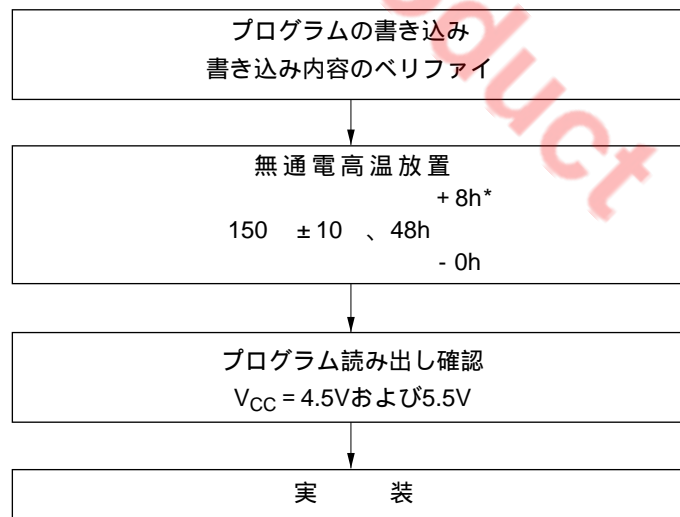 プログラムの書き込み
書き込み内容のベリファイ
無通電高温放置
+ 8h*
150 ± 10 、48h
- 0h
プログラム読み出し確認
VCC = 4.5Vおよび5.5V
実 装